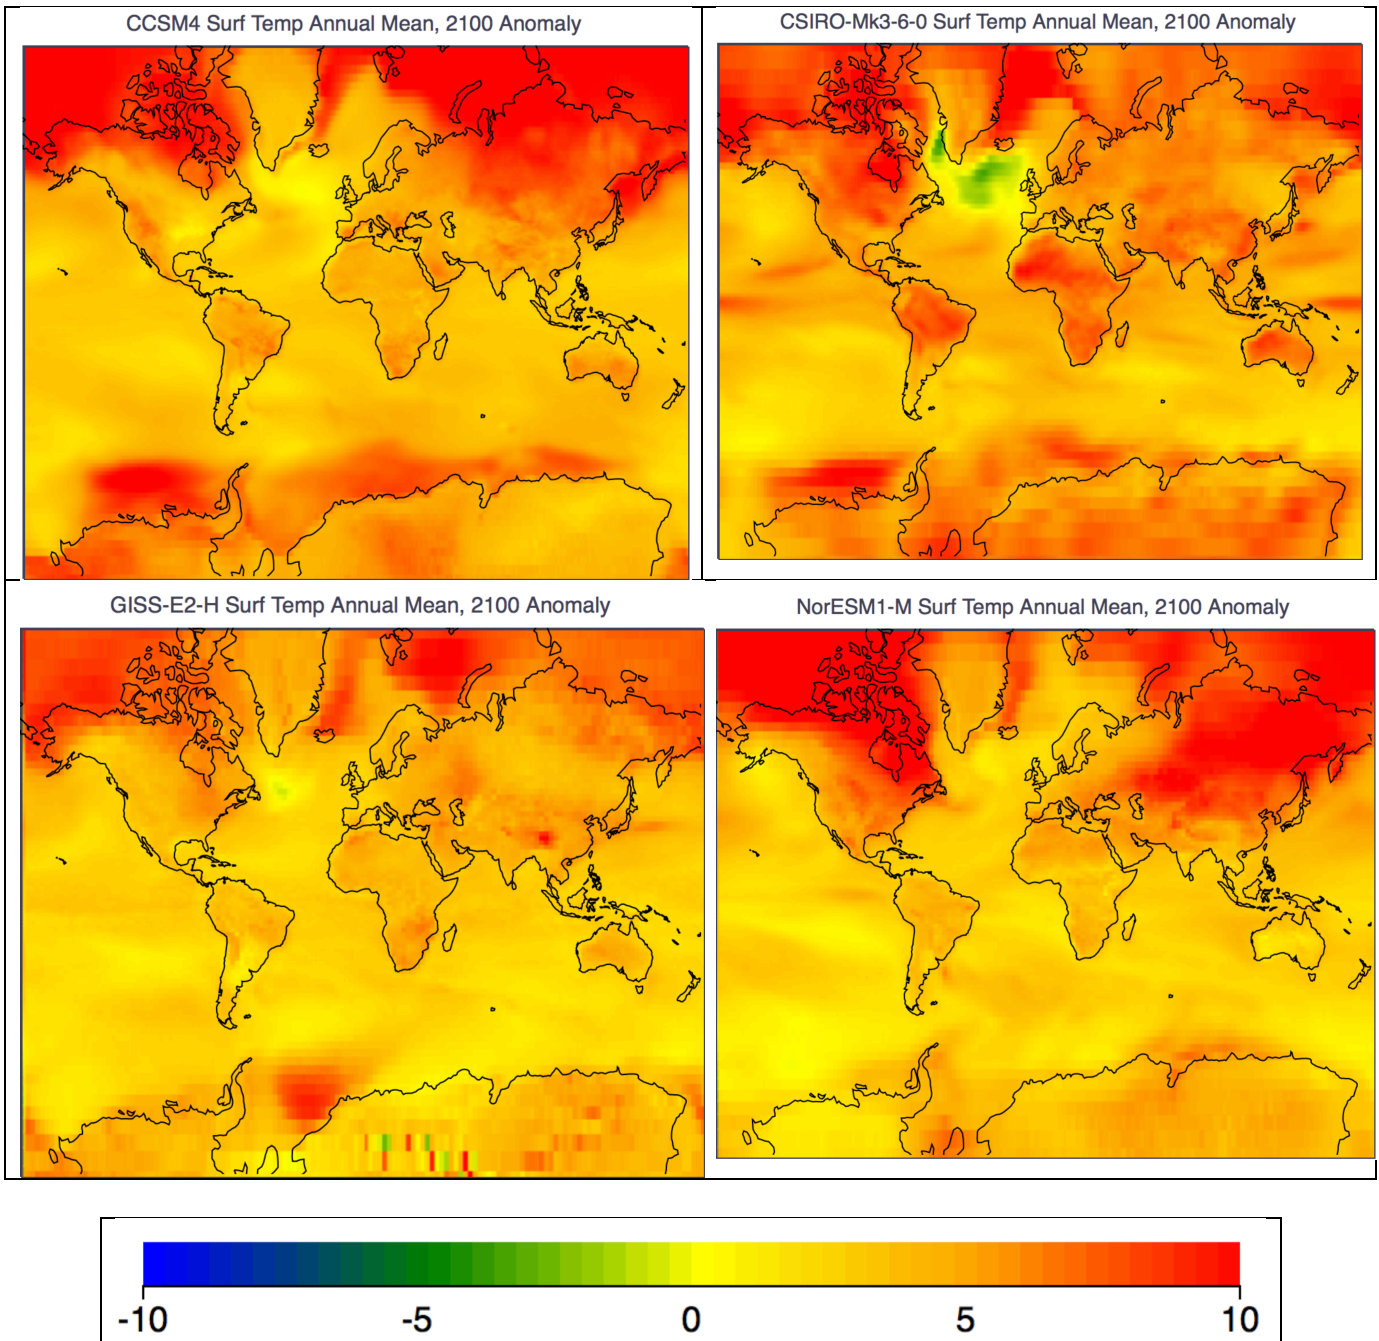 CCSM4 Surf Temp Annual Mean, 2100 Anomaly
CSIRO-Mk3-6-0 Surf Temp Annual Mean, 2100 Anomaly
GISS-E2-H Surf Temp Annual Mean, 2100 Anomaly
NorESM1-M Surf Temp Annual Mean, 2100 Anomaly
-10 -5 0 5 10